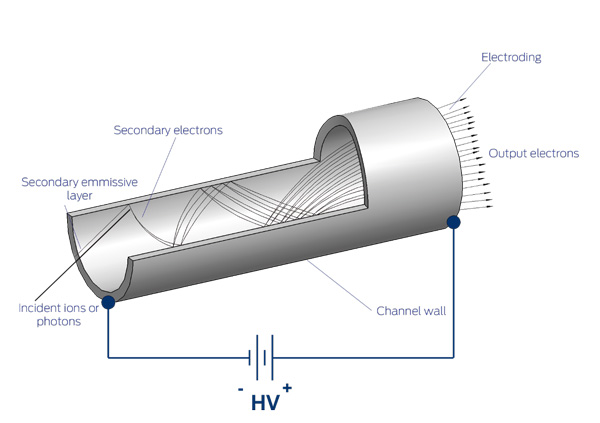 Electroding
Secondary electrons
Output electrons
Secondary emmissive
layer
Incident ions or
photons
Channel wall
- +
HV